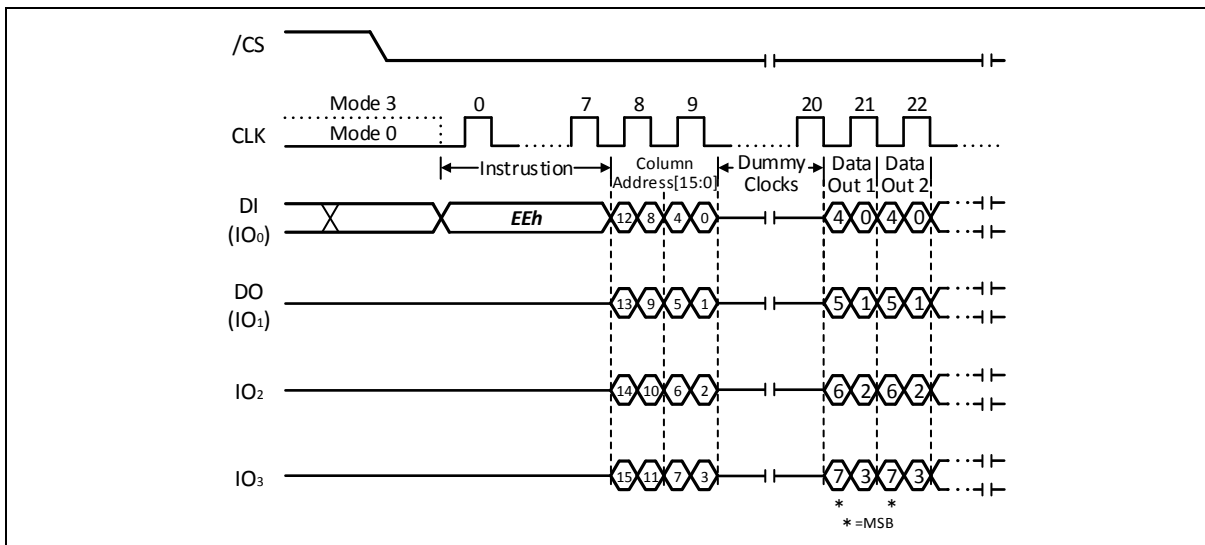 /CS
Mode 3
0 7 8 9 20 21 22
CLK
Mode 0
Instrustion
Column
Address[15:0]
Dummy
Clocks
Data
Out 1
Data
Out 2
DI
(IO0)
EEh
12 8 4 0
4 0 4 0
DO
(IO1)
13 9 5 1
5 1 5 1
IO2
14 10 6 2
6 2 6 2
IO3
15 11 7 3
7 3 7 3
* *
* =MSB